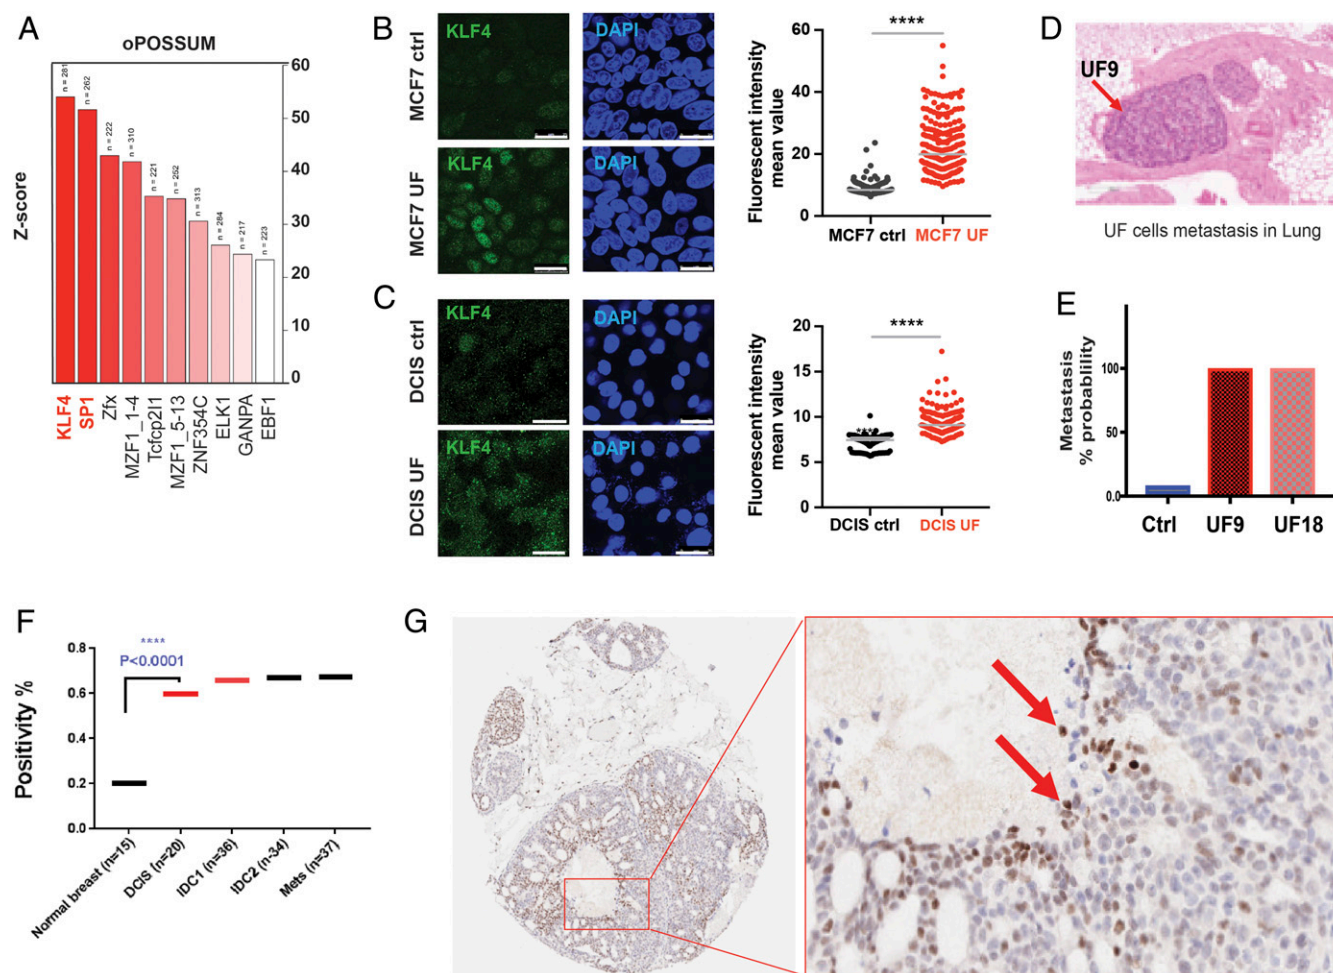 A
oPOSSUM
Z-score
n = 281
n = 262
n = 222
n = 310
n = 221
n = 252
n = 313
n = 284
n = 217
n = 223
60
50
40
30
20
10
0
KLF4
SP1
Zfx
MZF1_1-4
Tcfcp2l1
MZF1_5-13
ZNF354C
ELK1
GANPA
EBF1
B
MCF7 ctrl
KLF4
DAPI
MCF7 UF
KLF4
Fluorescent intensity
mean value
60
40
20
0
****
MCF7 ctrl
MCF7 UF
C
DCIS ctrl
KLF4
DAPI
DCIS UF
KLF4
Fluorescent intensity
mean value
20
15
10
5
0
****
****
DCIS ctrl
DCIS UF
D
UF9
UF cells metastasis in Lung
E
Metastasis
% probablility
100
50
0.0
Ctrl
UF9
UF18
F
Positivity %
0.8
0.6
0.4
0.2
0.0
****
P<0.0001
Normal breast (n=15)
DCIS (n=20)
IDC1 (n=36)
IDC2 (n-34)
Mets (n=37)
G